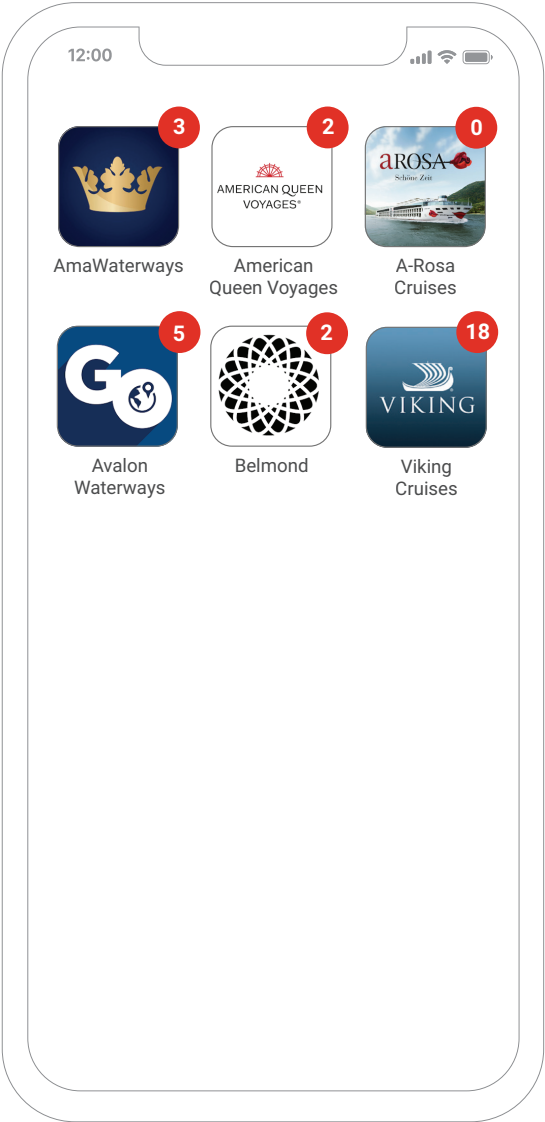 12:00
3
2
0
AMERICAN QUEEN
VOYAGES®
aROSA
Schöne Zeit
AmaWaterways
American
Queen Voyages
A-Rosa
Cruises
5
2
18
GO
VIKING
Avalon
Waterways
Belmond
Viking
Cruises